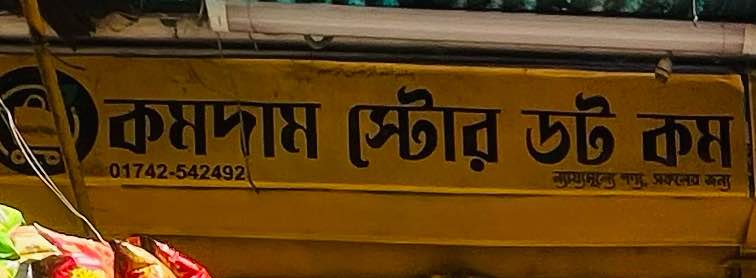 কমদাম স্টোর ডট কম
01742-542492
ন্যায্যমূল্যে পণ্য, সকলের জন্য